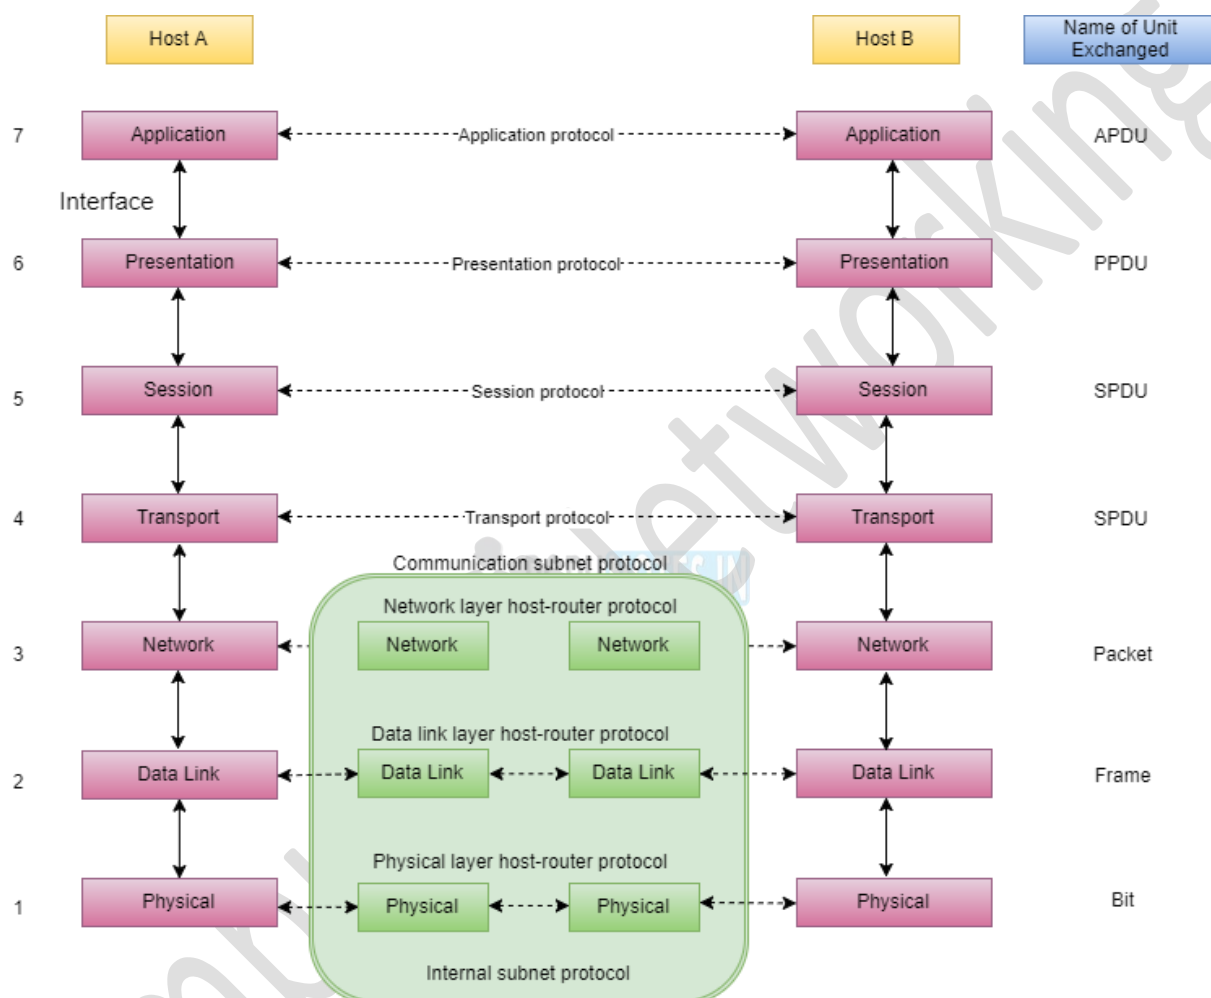 Host A
Host B
Name of Unit
Exchanged
7
Application
Application protocol
Application
APDU
Interface
6
Presentation
Presentation protocol
Presentation
PPDU
5
Session
Session protocol
Session
SPDU
4
Transport
Transport protocol
Transport
SPDU
Communication subnet protocol
Network layer host-router protocol
3
Network
Network
Network
Network
Packet
Data link layer host-router protocol
2
Data Link
Data Link
Data Link
Data Link
Frame
Physical layer host-router protocol
1
Physical
Physical
Physical
Physical
Bit
Internal subnet protocol